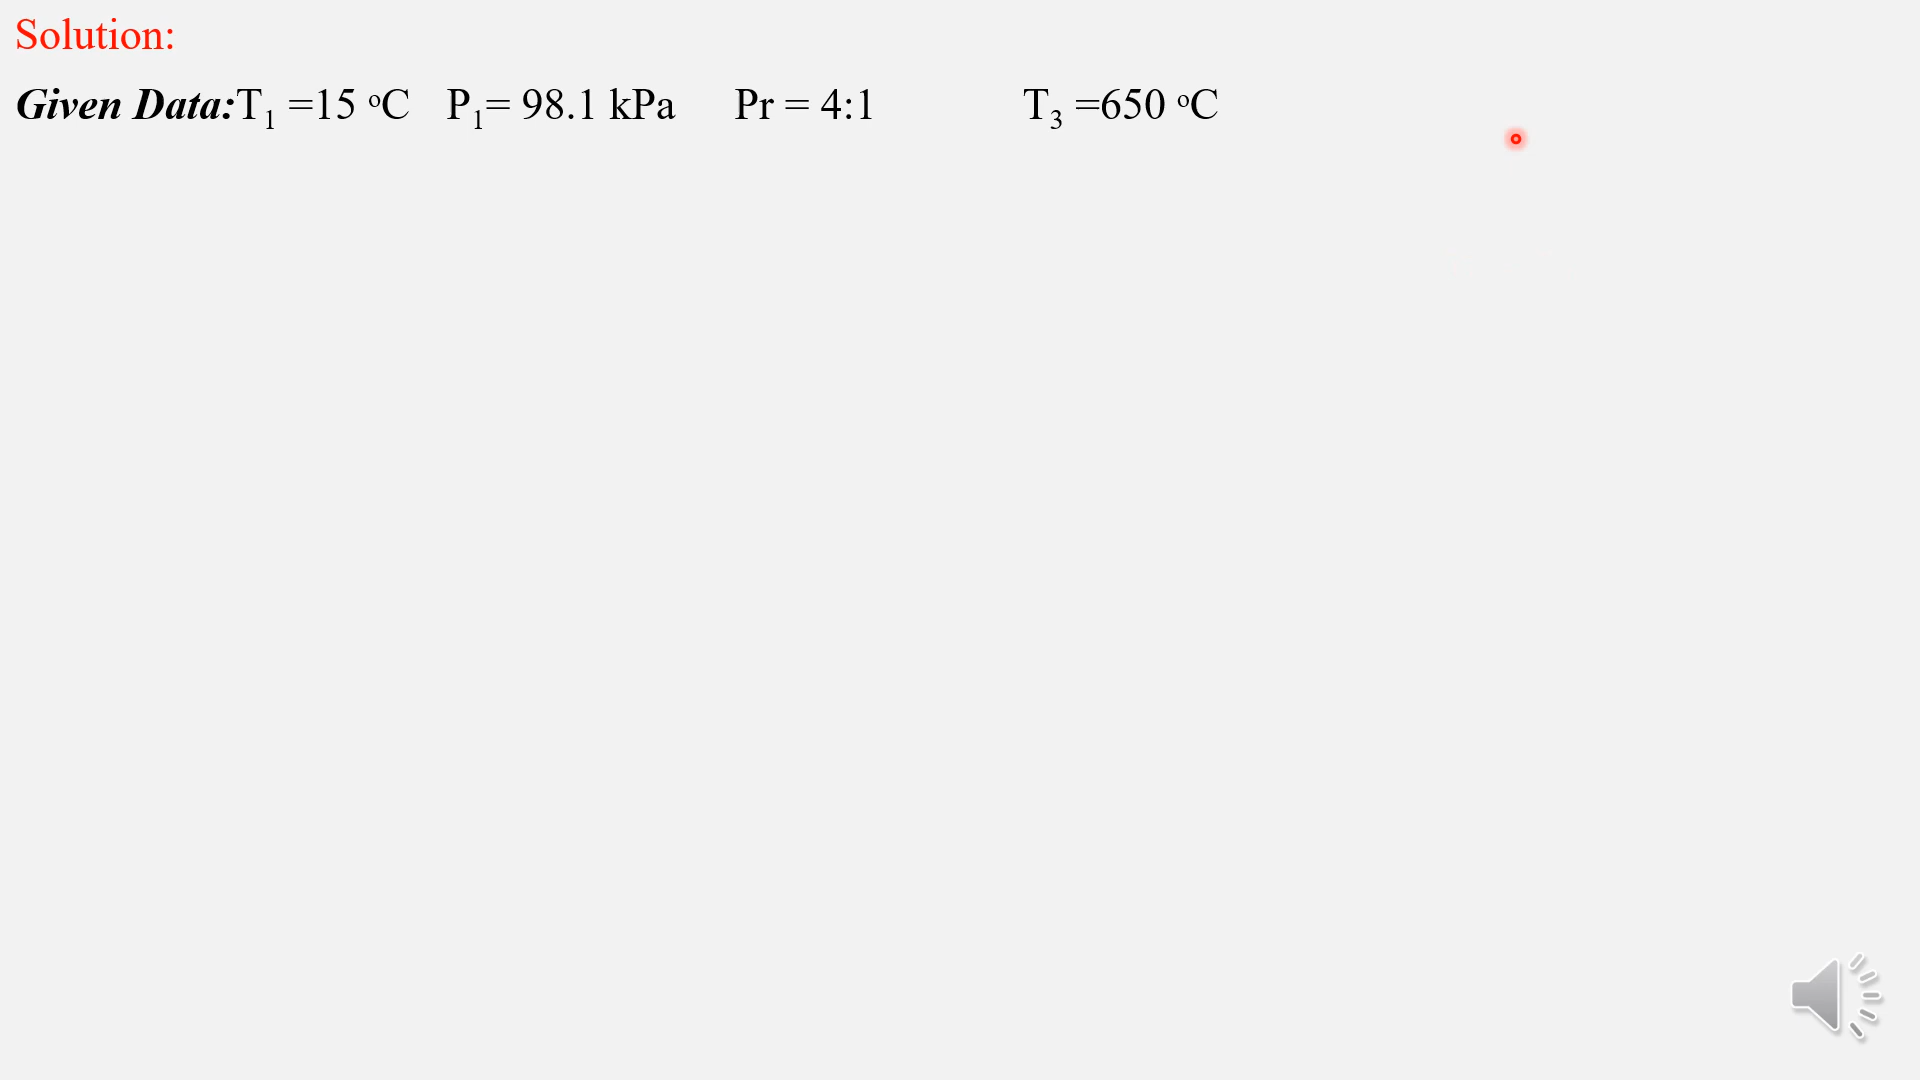 Solution:
Given Data:T₁ =15 ᵒC P₁= 98.1 kPa Pr = 4:1 T₃ =650 ᵒC